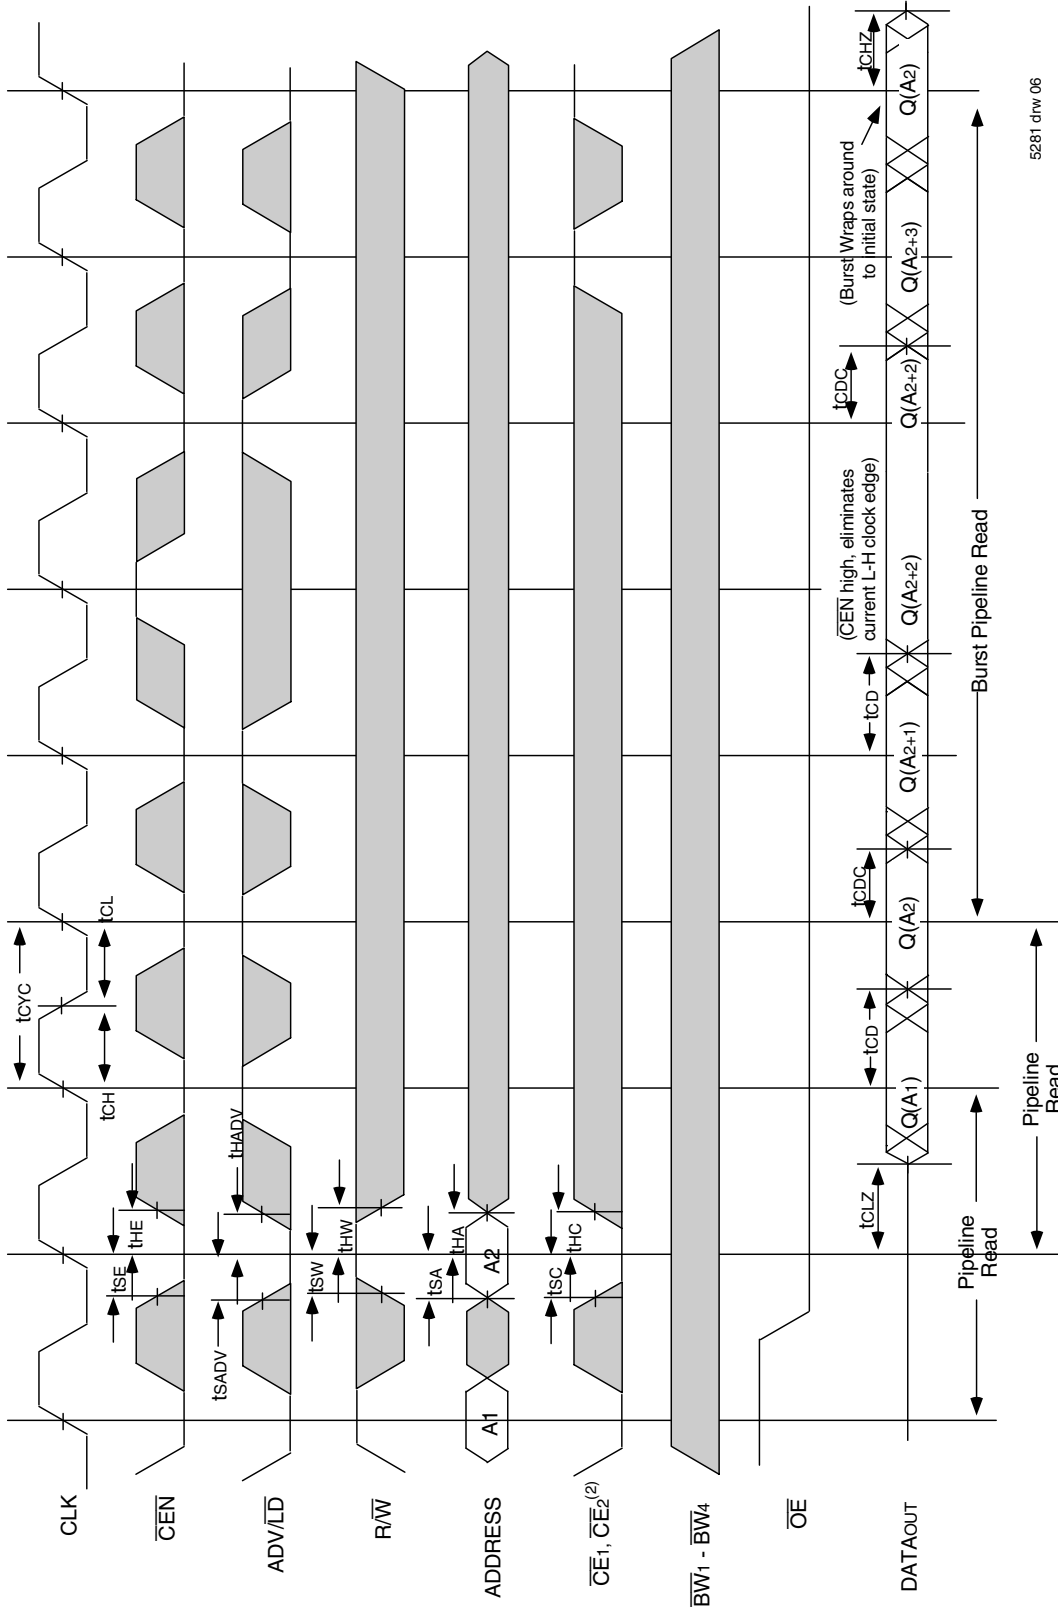 CLK
tCYC
tCH
tCL
CEN
tSE
tHE
ADV/LD
tSADV
tHADV
R/W
tSW
tHW
ADDRESS
A1
A2
tSA
tHA
CE1, CE2(2)
tSC
tHC
BW1 - BW4
OE
DATAOUT
tCLZ
Q(A1)
tCD
Q(A2)
tCDC
Q(A2+1)
tCD
Q(A2+2)
(CEN high, eliminates
current L-H clock edge)
Q(A2+2)
tCDC
Q(A2+3)
(Burst Wraps around
to initial state)
Q(A2)
tCHZ
Pipeline
Read
Pipeline
Read
Burst Pipeline Read
5281 drw 06